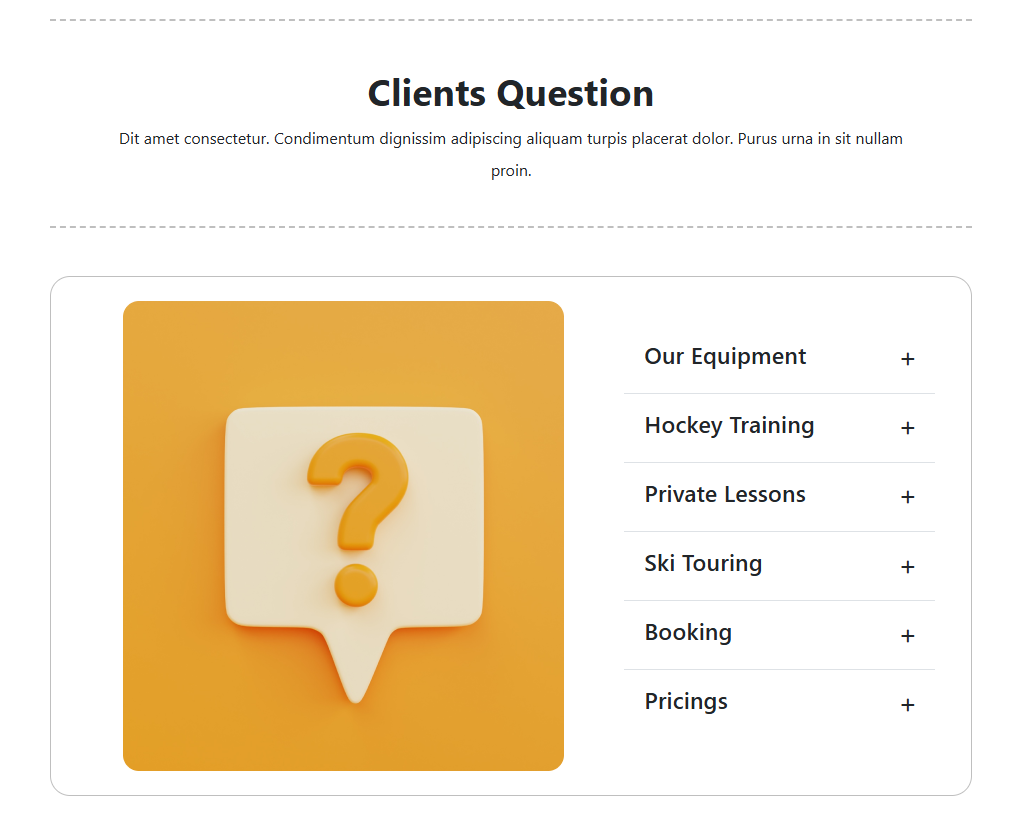 Clients Question
Dit amet consectetur. Condimentum dignissim adipiscing aliquam turpis placerat dolor. Purus urna in sit nullam
proin.
?
Our Equipment +
Hockey Training +
Private Lessons +
Ski Touring +
Booking +
Pricings +